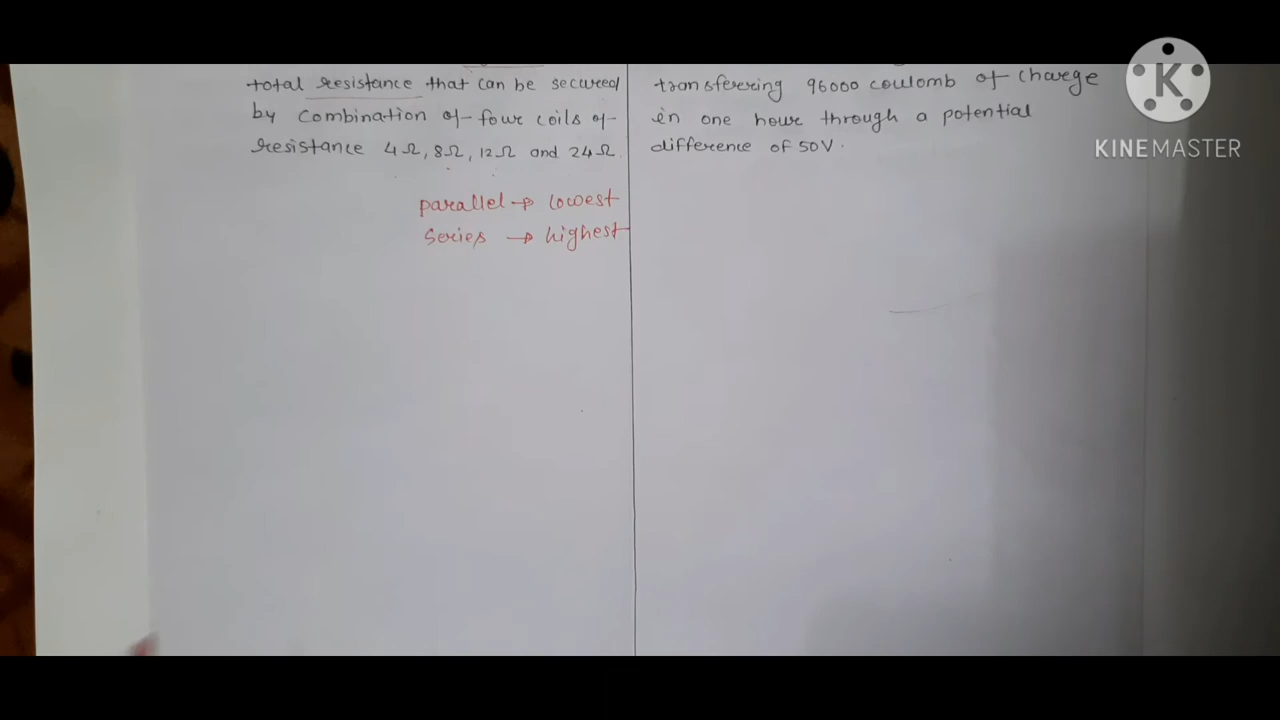 total resistance that can be secured
by combination of four coils of
resistance 4Ω, 8Ω, 12Ω and 24Ω.
parallel → lowest
Series → highest
transferring 96000 coulomb of charge
in one hour through a potential
difference of 50V.
K
KINEMASTER